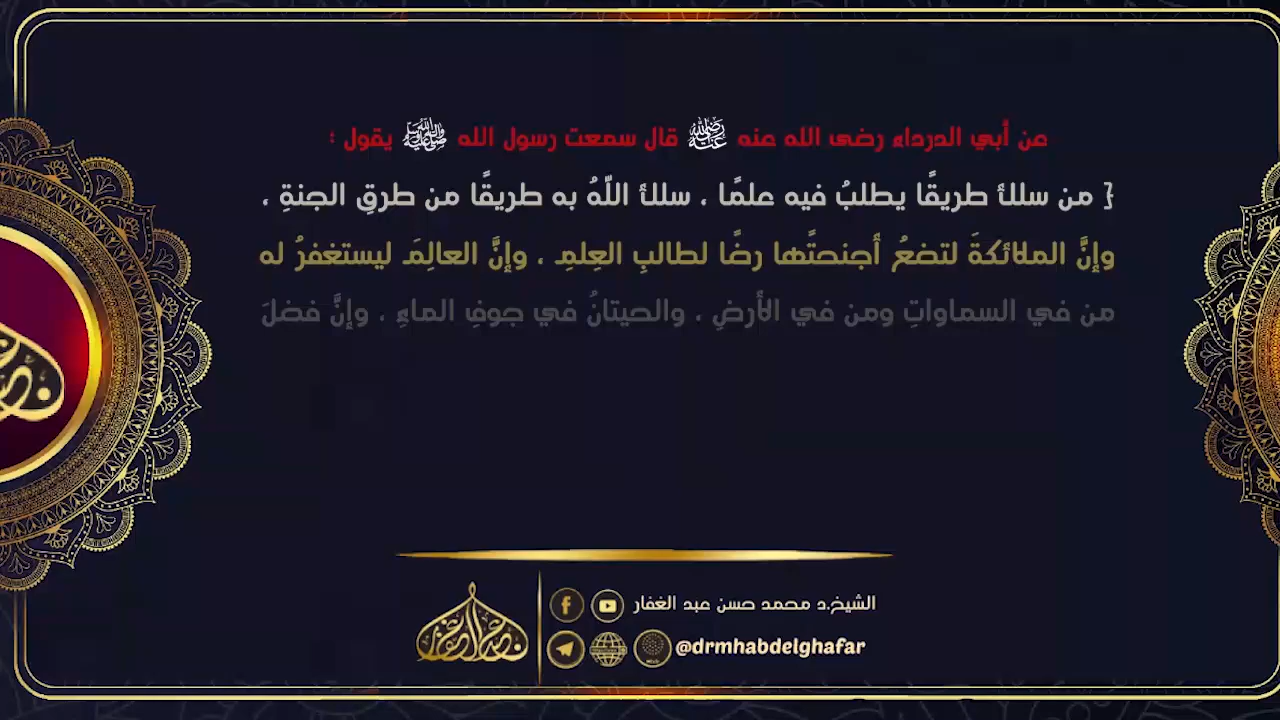 عن أبي الدرداء رضى الله عنه رضي الله عنه قال سمعت رسول الله ﷺ يقول :
{ من سلك طريقًا يطلبُ فيه علمًا ، سلك اللّهُ به طريقًا من طرقِ الجنةِ ،
وإنَّ الملائكةَ لتضعُ أجنحتَها رضًا لطالبِ العِلمِ ، وإنَّ العالِمَ ليستغفرُ له
من في السماواتِ ومن في الأرضِ ، والحيتانُ في جوفِ الماءِ ، وإنَّ فضلَ
الشيخ.د محمد حسن عبد الغفار
@drmhabdelghafar